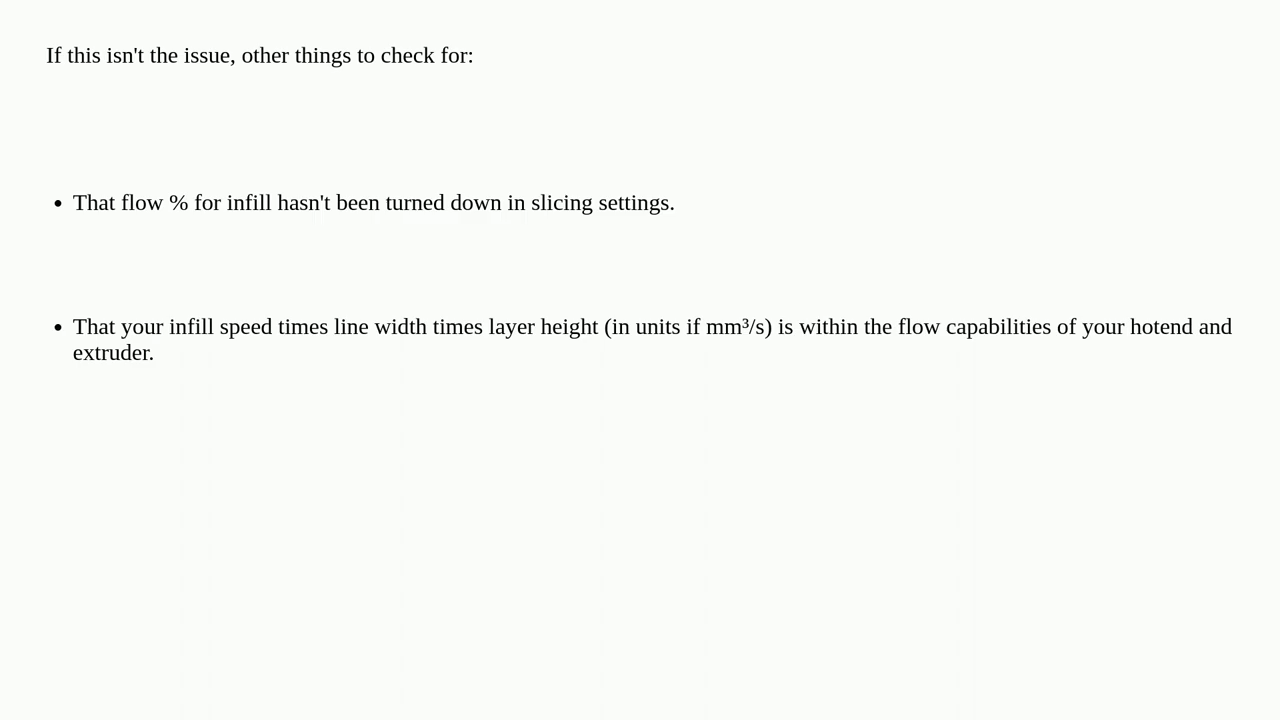 If this isn't the issue, other things to check for:
• That flow % for infill hasn't been turned down in slicing settings.
• That your infill speed times line width times layer height (in units if mm³/s) is within the flow capabilities of your hotend and
extruder.